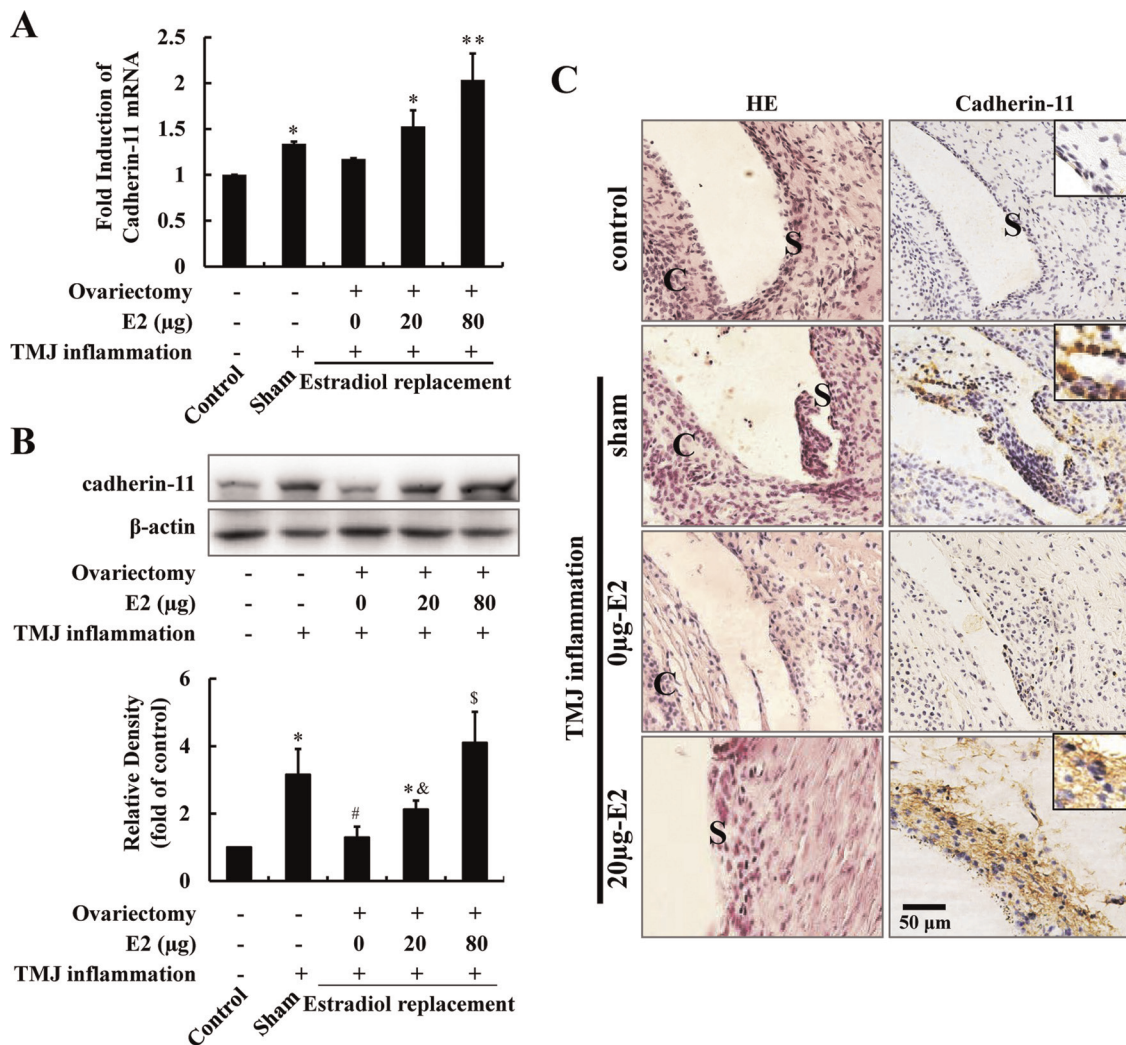 A
Fold Induction of
Cadherin-11 mRNA
2.5
2
1.5
1
0.5
0
*
*
**
Ovariectomy - - + + +
E2 (μg) - - 0 20 80
TMJ inflammation - + + + +
Control
Sham
Estradiol replacement
B
cadherin-11
β-actin
Ovariectomy - - + + +
E2 (μg) - - 0 20 80
TMJ inflammation - + + + +
Relative Density
(fold of control)
6
4
2
0
*
#
*&
$
Ovariectomy - - + + +
E2 (μg) - - 0 20 80
TMJ inflammation - + + + +
Control
Sham
Estradiol replacement
C
HE Cadherin-11
control
C S S
TMJ inflammation
sham
C S
0μg-E2
C
20μg-E2
S
50 μm